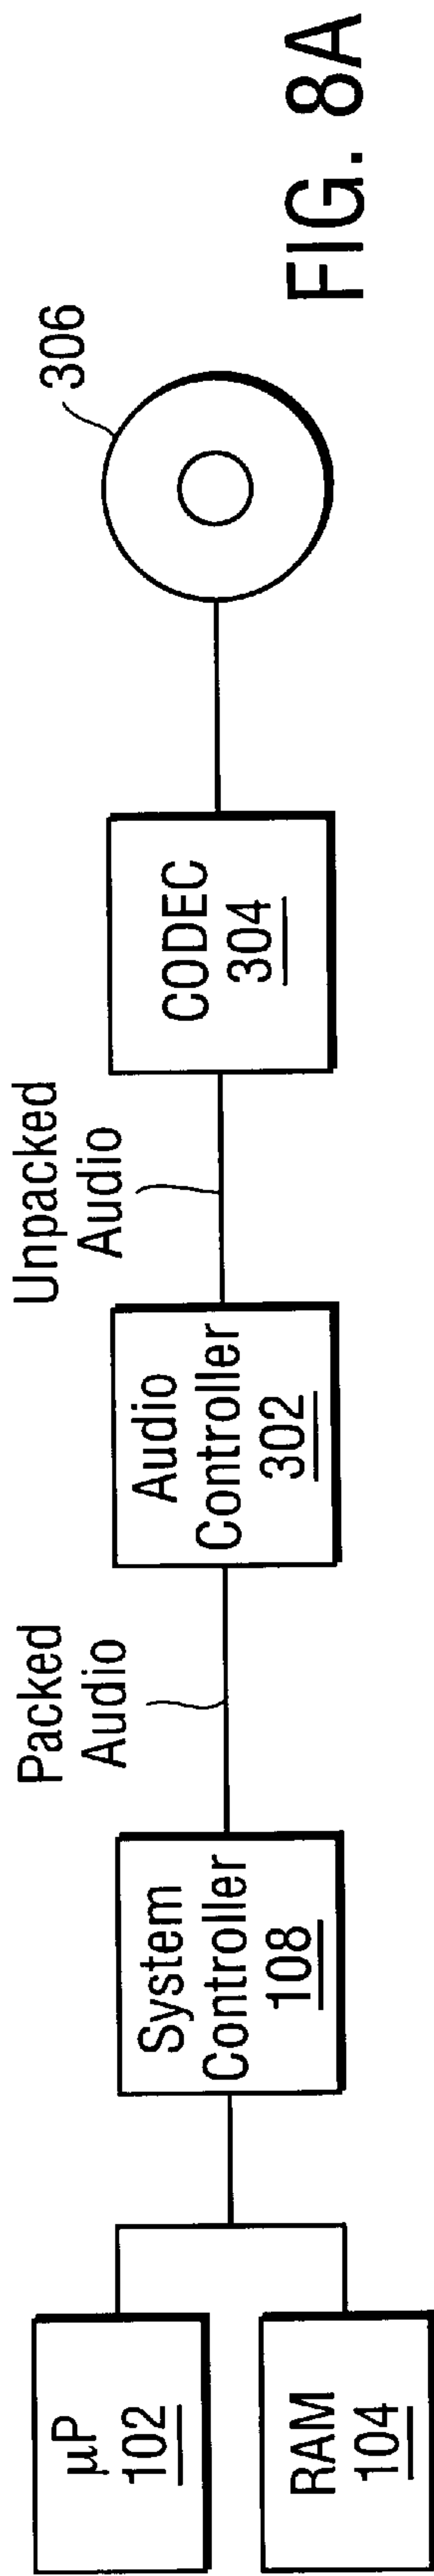 μP
102
RAM
104
System
Controller
108
Packed
Audio
Audio
Controller
302
Unpacked
Audio
CODEC
304
306
FIG. 8A